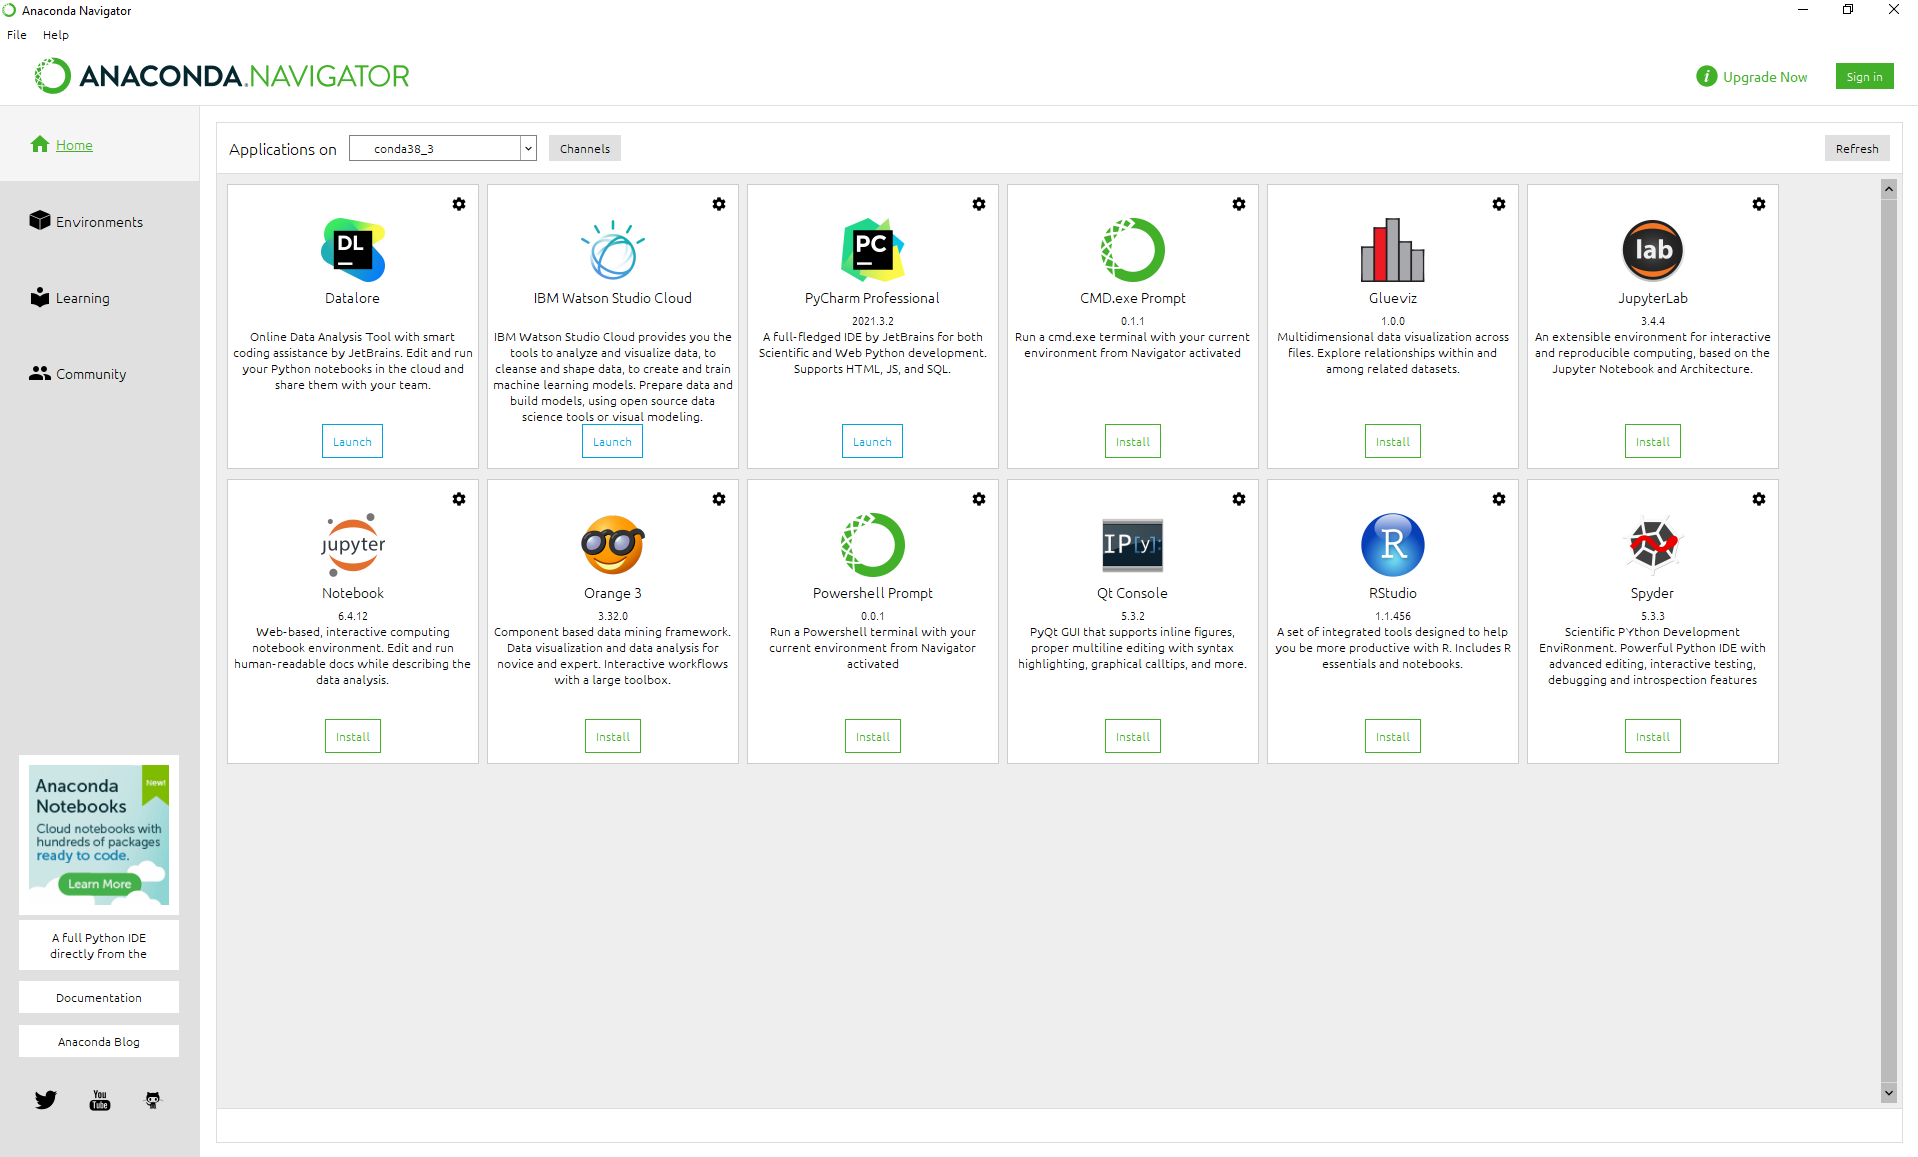 Anaconda Navigator
File Help
ANACONDA.NAVIGATOR
i Upgrade Now Sign in
Home
Environments
Learning
Community
Applications on conda38_3 Channels Refresh
DL
Datalore
Online Data Analysis Tool with smart
coding assistance by JetBrains. Edit and run
your Python notebooks in the cloud and
share them with your team.
Launch
IBM Watson Studio Cloud
IBM Watson Studio Cloud provides you the
tools to analyze and visualize data, to
cleanse and shape data, to create and train
machine learning models. Prepare data and
build models, using open source data
science tools or visual modeling.
Launch
PC
PyCharm Professional
2021.3.2
A full-fledged IDE by JetBrains for both
Scientific and Web Python development.
Supports HTML, JS, and SQL.
Launch
CMD.exe Prompt
0.1.1
Run a cmd.exe terminal with your current
environment from Navigator activated
Install
Glueviz
1.0.0
Multidimensional data visualization across
files. Explore relationships within and
among related datasets.
Install
lab
JupyterLab
3.4.4
An extensible environment for interactive
and reproducible computing, based on the
Jupyter Notebook and Architecture.
Install
jupyter
Notebook
6.4.12
Web-based, interactive computing
notebook environment. Edit and run
human-readable docs while describing the
data analysis.
Install
Orange 3
3.32.0
Component based data mining framework.
Data visualization and data analysis for
novice and expert. Interactive workflows
with a large toolbox.
Install
Powershell Prompt
0.0.1
Run a Powershell terminal with your
current environment from Navigator
activated
Install
IP[y]:
Qt Console
5.3.2
PyQt GUI that supports inline figures,
proper multiline editing with syntax
highlighting, graphical calltips, and more.
Install
R
RStudio
1.1.456
A set of integrated tools designed to help
you be more productive with R. Includes R
essentials and notebooks.
Install
Spyder
5.3.3
Scientific PYthon Development
EnviRonment. Powerful Python IDE with
advanced editing, interactive testing,
debugging and introspection features
Install
New!
Anaconda
Notebooks
Cloud notebooks with
hundreds of packages
ready to code.
Learn More
A full Python IDE
directly from the
Documentation
Anaconda Blog
You
Tube